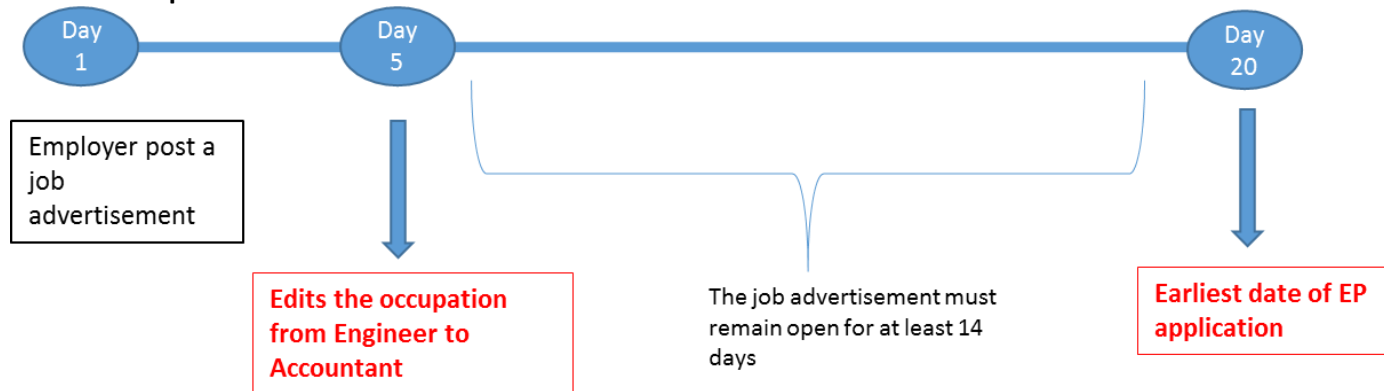 Day
1
Day
5
Day
20
Employer post a
job
advertisement
Edits the occupation
from Engineer to
Accountant
The job advertisement must
remain open for at least 14
days
Earliest date of EP
application